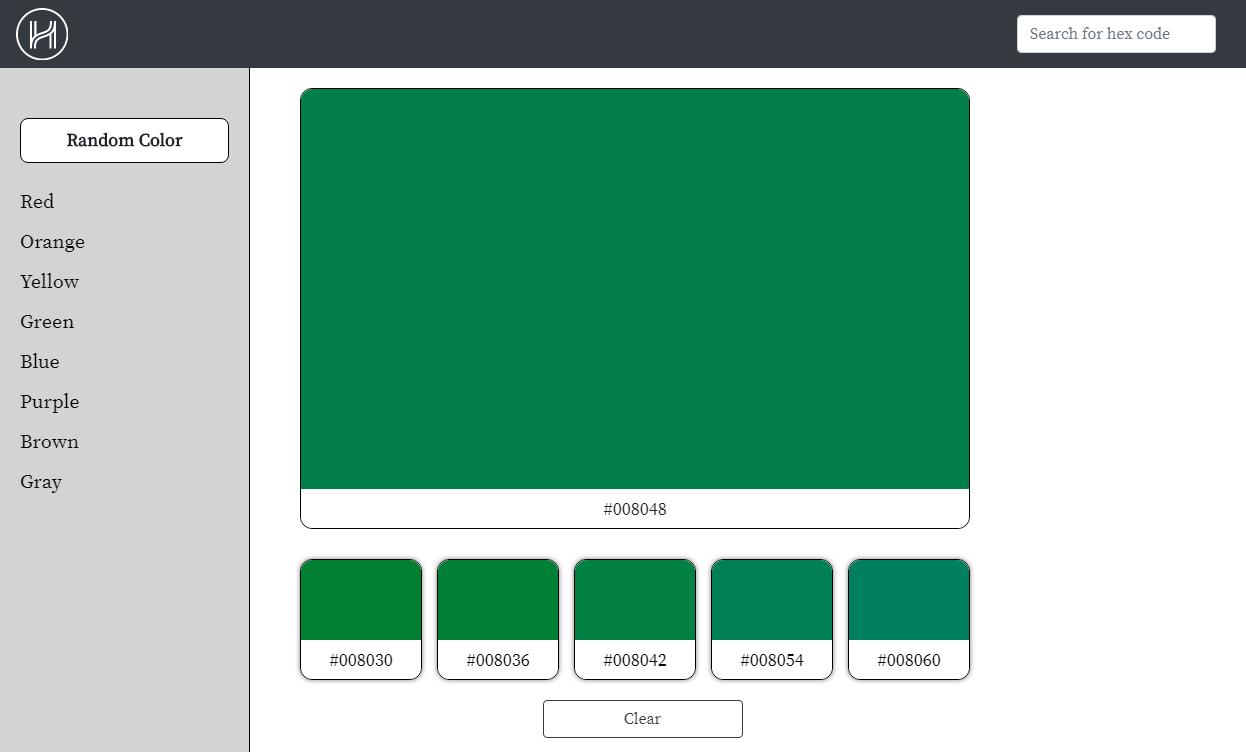 Search for hex code
Random Color
Red
Orange
Yellow
Green
Blue
Purple
Brown
Gray
#008048
#008030
#008036
#008042
#008054
#008060
Clear